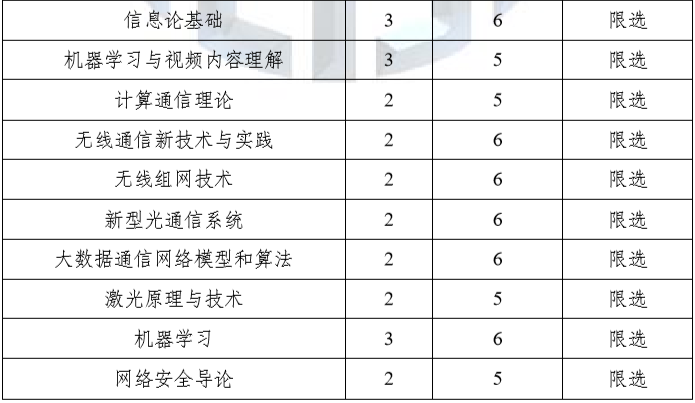 信息论基础 3 6 限选
机器学习与视频内容理解 3 5 限选
计算通信理论 2 5 限选
无线通信新技术与实践 2 6 限选
无线组网技术 2 6 限选
新型光通信系统 2 6 限选
大数据通信网络模型和算法 2 6 限选
激光原理与技术 2 5 限选
机器学习 3 6 限选
网络安全导论 2 5 限选